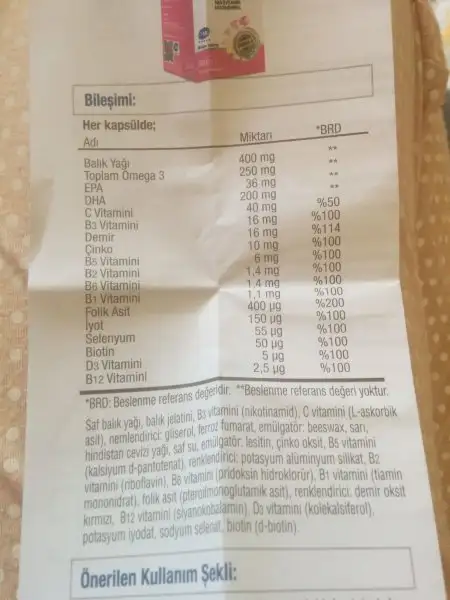 Bileşimi:
Her kapsülde;
Adı Miktarı *BRD
Balık Yağı 400 mg **
Toplam Omega 3 250 mg **
EPA 36 mg **
DHA 200 mg **
C Vitamini 40 mg %50
B3 Vitamini 16 mg %100
Demir 16 mg %114
Çinko 10 mg %100
B5 Vitamini 6 mg %100
B2 Vitamini 1,4 mg %100
B6 Vitamini 1,4 mg %100
B1 Vitamini 1,1 mg %100
Folik Asit 400 µg %200
İyot 150 µg %100
Selenyum 55 µg %100
Biotin 50 µg %100
D3 Vitamini 5 µg %100
B12 Vitamini 2,5 µg %100
*BRD: Beslenme referans değeridir. **Beslenme referans değeri yoktur.
Saf balık yağı, balık jelatini, B3 vitamini (nikotinamid), C vitamini (L-askorbik
asit), nemlendirici: gliserol, ferroz fumarat, emülgatör: beeswax, sarı,
hindistan cevizi yağı, saf su, emülgatör: lesitin, çinko oksit, B5 vitamini
(kalsiyum d-pantotenat), renklendirici: potasyum alüminyum silikat, B2
vitamini (riboflavin), B6 vitamini (pridoksin hidroklorür), B1 vitamini (tiamin
mononidrat), folik asit (pteroilmonoglutamik asit), renklendirici: demir oksit
kırmızı, B12 vitamini (siyanokobalamin), D3 vitamini (kolekalsiferol),
potasyum iyodat, sodyum selenat, biotin (d-biotin).
Önerilen Kullanım Şekli: